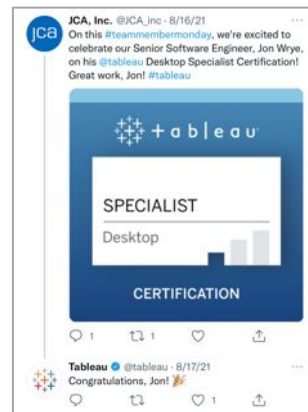 JCA, Inc. @JCA_inc · 8/16/21
On this #teammembermonday, we're excited to
celebrate our Senior Software Engineer, Jon Wrye,
on his @tableau Desktop Specialist Certification!
Great work, Jon! #tableau
jca
+ a b l e a u
SPECIALIST
Desktop
CERTIFICATION
1 1
Tableau @tableau · 8/17/21
Congratulations, Jon! 🎉
1